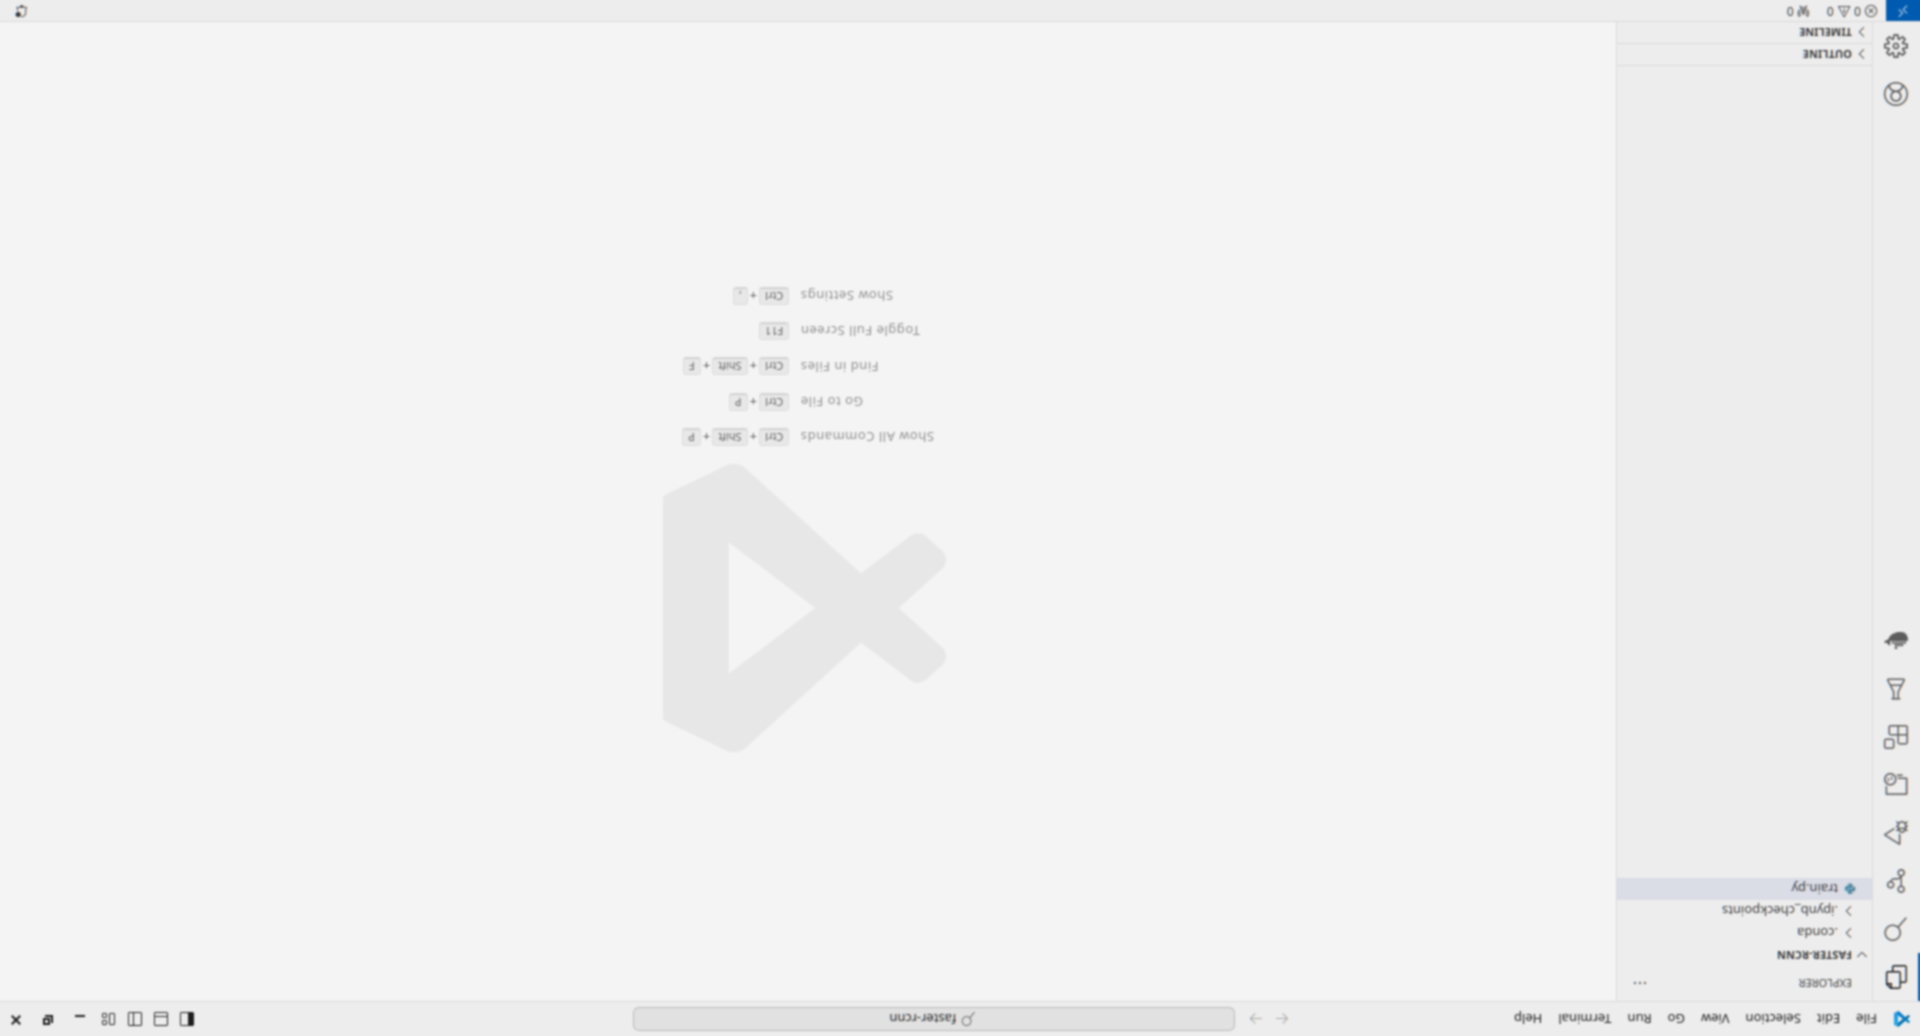 File Edit Selection View Go Run Terminal Help
faster-rcnn
EXPLORER
FASTER-RCNN
.conda
.ipynb_checkpoints
train.py
Show All Commands Ctrl + Shift + P
Go to File Ctrl + P
Find in Files Ctrl + Shift + F
Toggle Full Screen F11
Show Settings Ctrl + ,
OUTLINE
TIMELINE
0 0 0